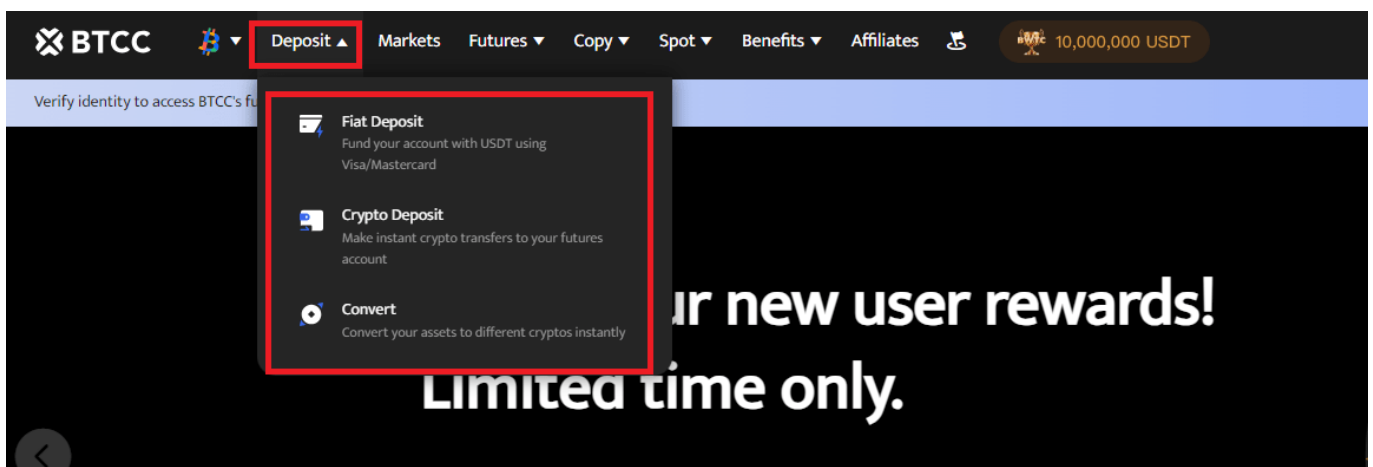 BTCC Deposit Markets Futures Copy Spot Benefits Affiliates 10,000,000 USDT
Verify identity to access BTCC's fu
Fiat Deposit
Fund your account with USDT using
Visa/Mastercard
Crypto Deposit
Make instant crypto transfers to your futures
account
Convert
Convert your assets to different cryptos instantly
ur new user rewards!
Limited time only.